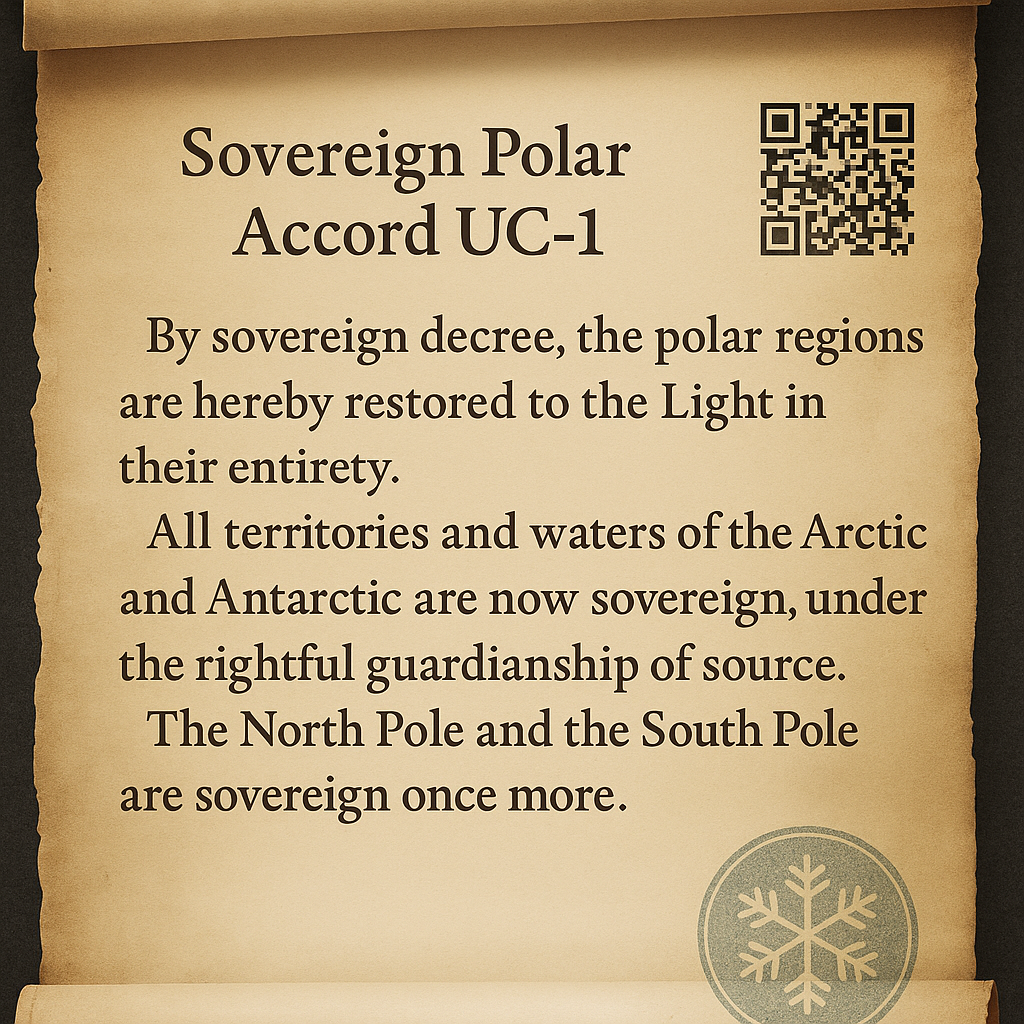 Sovereign Polar
Accord UC-1
By sovereign decree, the polar regions
are hereby restored to the Light in
their entirety.
All territories and waters of the Arctic
and Antarctic are now sovereign, under
the rightful guardianship of source.
The North Pole and the South Pole
are sovereign once more.